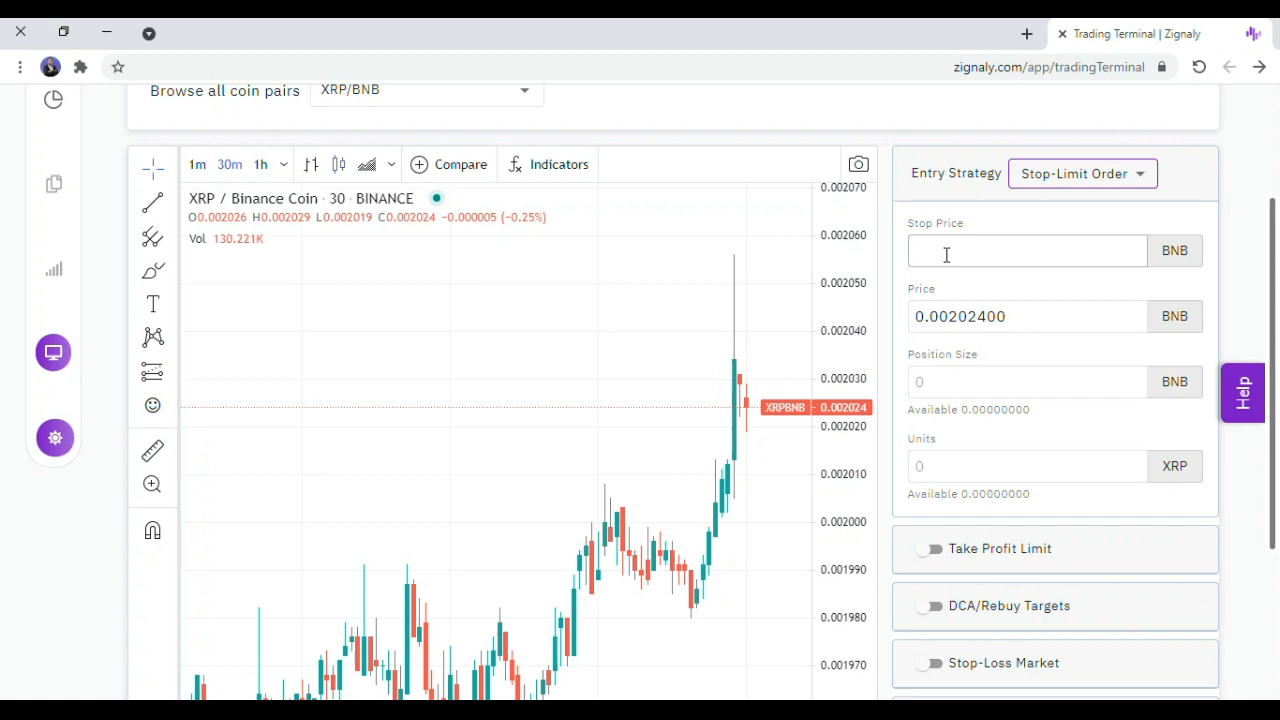 Trading Terminal | Zignaly
zignaly.com/app/tradingTerminal
Browse all coin pairs XRP/BNB
1m 30m 1h Compare Indicators
XRP / Binance Coin · 30 · BINANCE
O0.002026 H0.002029 L0.002019 C0.002024 −0.000005 (−0.25%)
Vol 130.221K
0.002070
0.002060
0.002050
0.002040
0.002030
XRPBNB 0.002024
0.002020
0.002010
0.002000
0.001990
0.001980
0.001970
Entry Strategy Stop-Limit Order
Stop Price
BNB
Price
0.00202400 BNB
Position Size
0 BNB
Available 0.00000000
Units
0 XRP
Available 0.00000000
Take Profit Limit
DCA/Rebuy Targets
Stop-Loss Market
Help